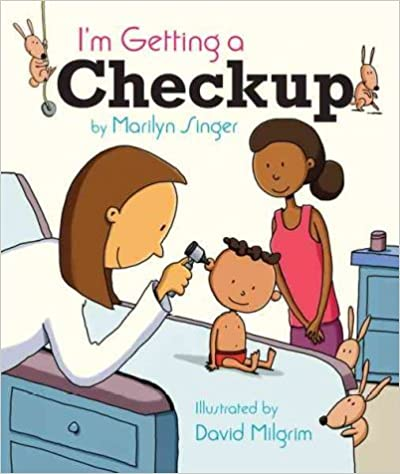 I'm Getting a
Checkup
by Marilyn Singer
Illustrated by
David Milgrim